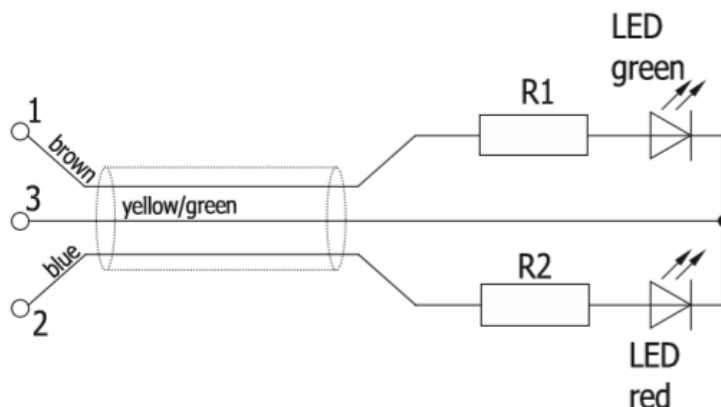 LED
green
R1
1
brown
3
yellow/green
blue
2
R2
LED
red